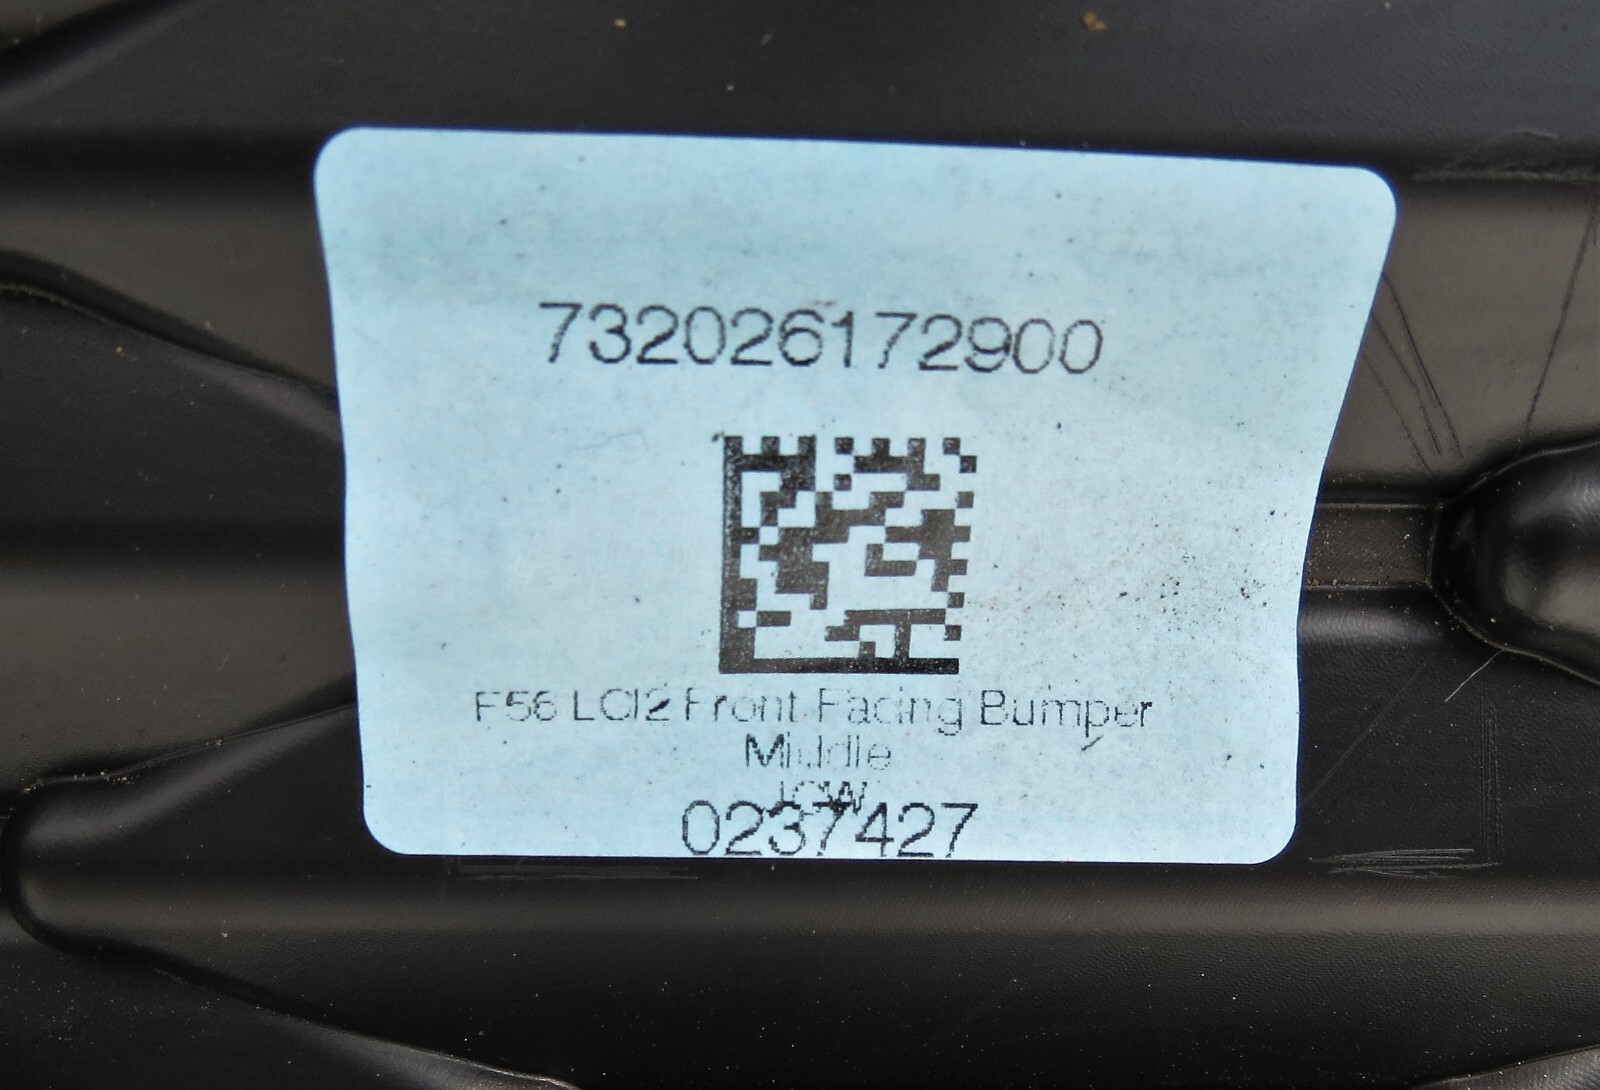 732026172900
F56 LCI2 Front Facing Bumper
Middle
JCW
0237427